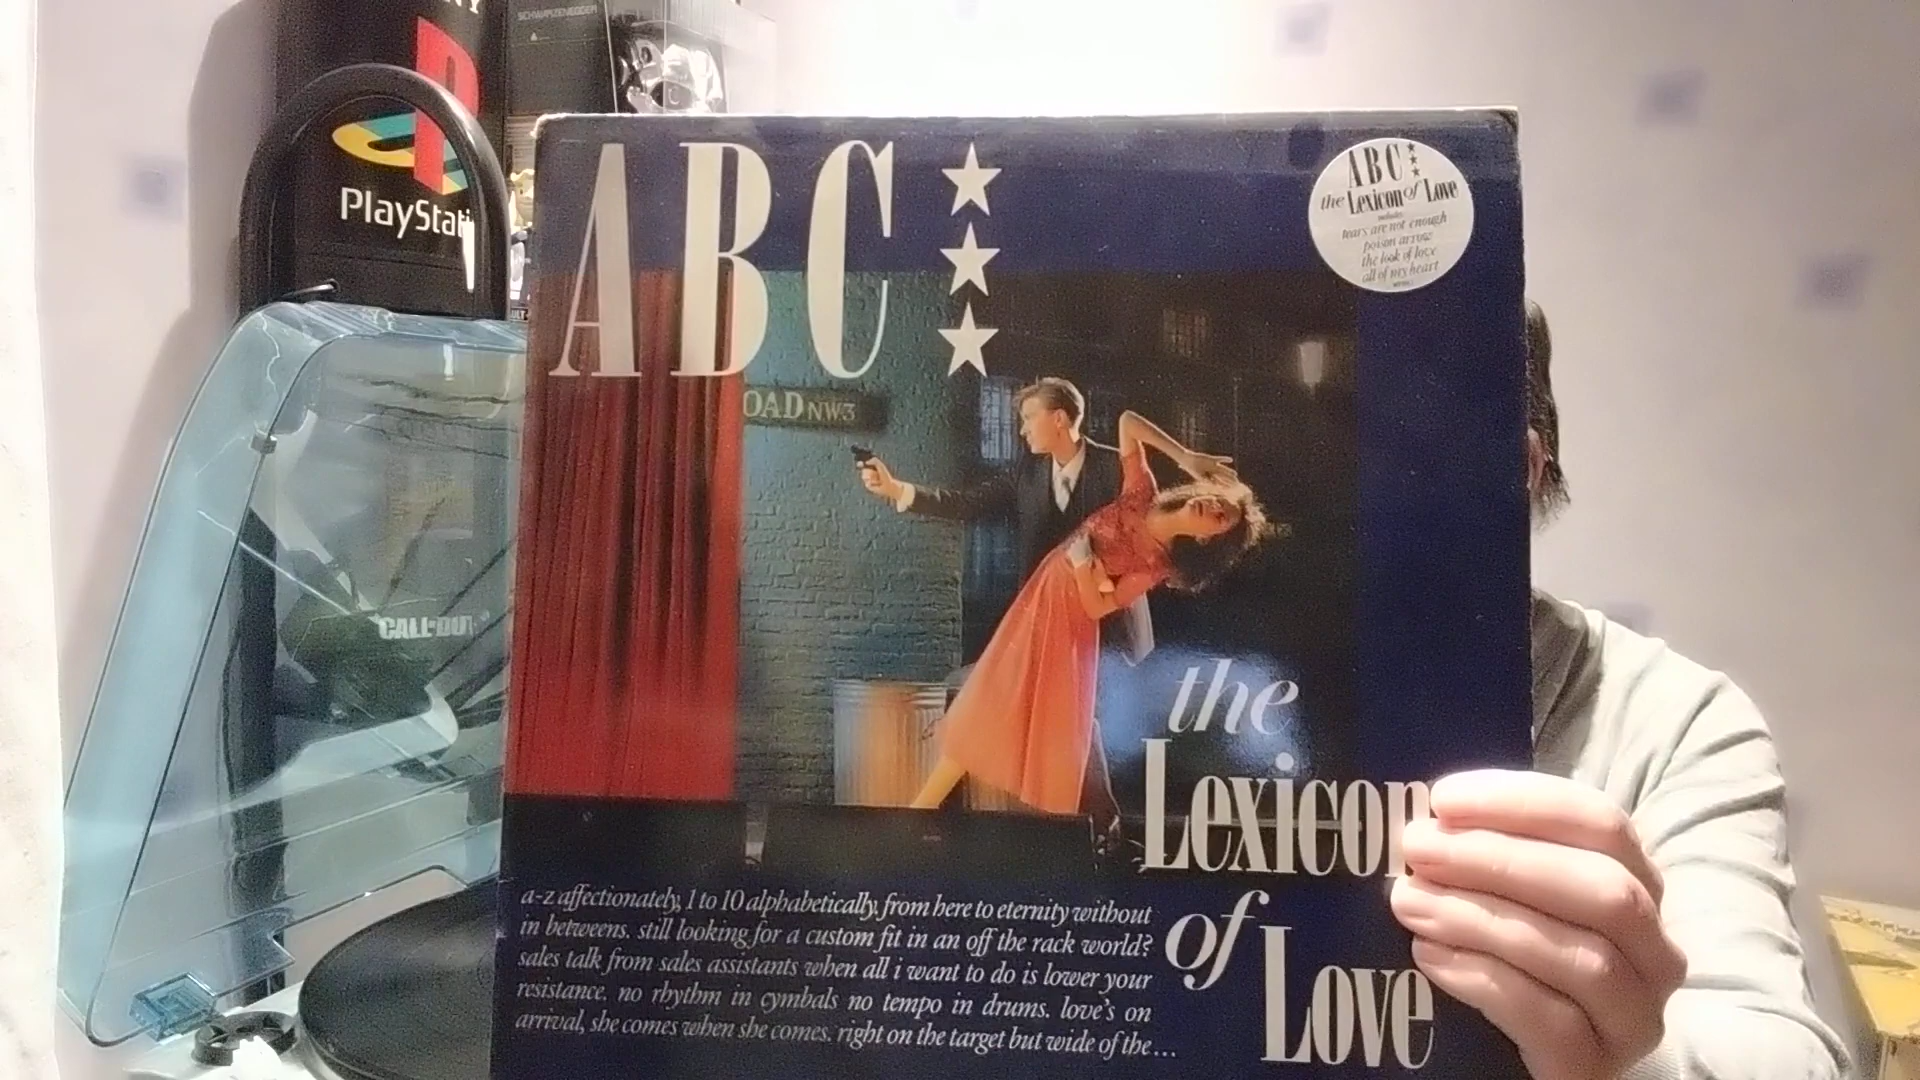 SCHWARZENEGGER
PlayStati
CALL·DUT
ABC
ABC
the Lexicon of Love
includes
tears are not enough
poison arrow
the look of love
all of my heart
OAD NW3
the
Lexicon
of
Love
a-z affectionately, 1 to 10 alphabetically. from here to eternity without
in betweens. still looking for a custom fit in an off the rack world?
sales talk from sales assistants when all i want to do is lower your
resistance. no rhythm in cymbals no tempo in drums. love's on
arrival, she comes when she comes. right on the target but wide of the...